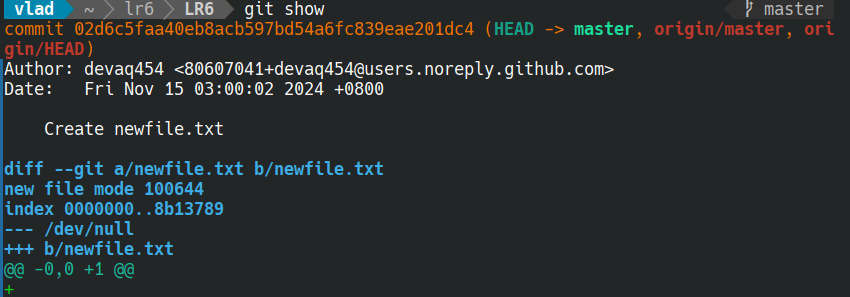 vlad ~ lr6 LR6 git show master
commit 02d6c5faa40eb8acb597bd54a6fc839eae201dc4 (HEAD -> master, origin/master, ori
gin/HEAD)
Author: devaq454 <80607041+devaq454@users.noreply.github.com>
Date:   Fri Nov 15 03:00:02 2024 +0800
    Create newfile.txt
diff --git a/newfile.txt b/newfile.txt
new file mode 100644
index 0000000..8b13789
--- /dev/null
+++ b/newfile.txt
@@ -0,0 +1 @@
+